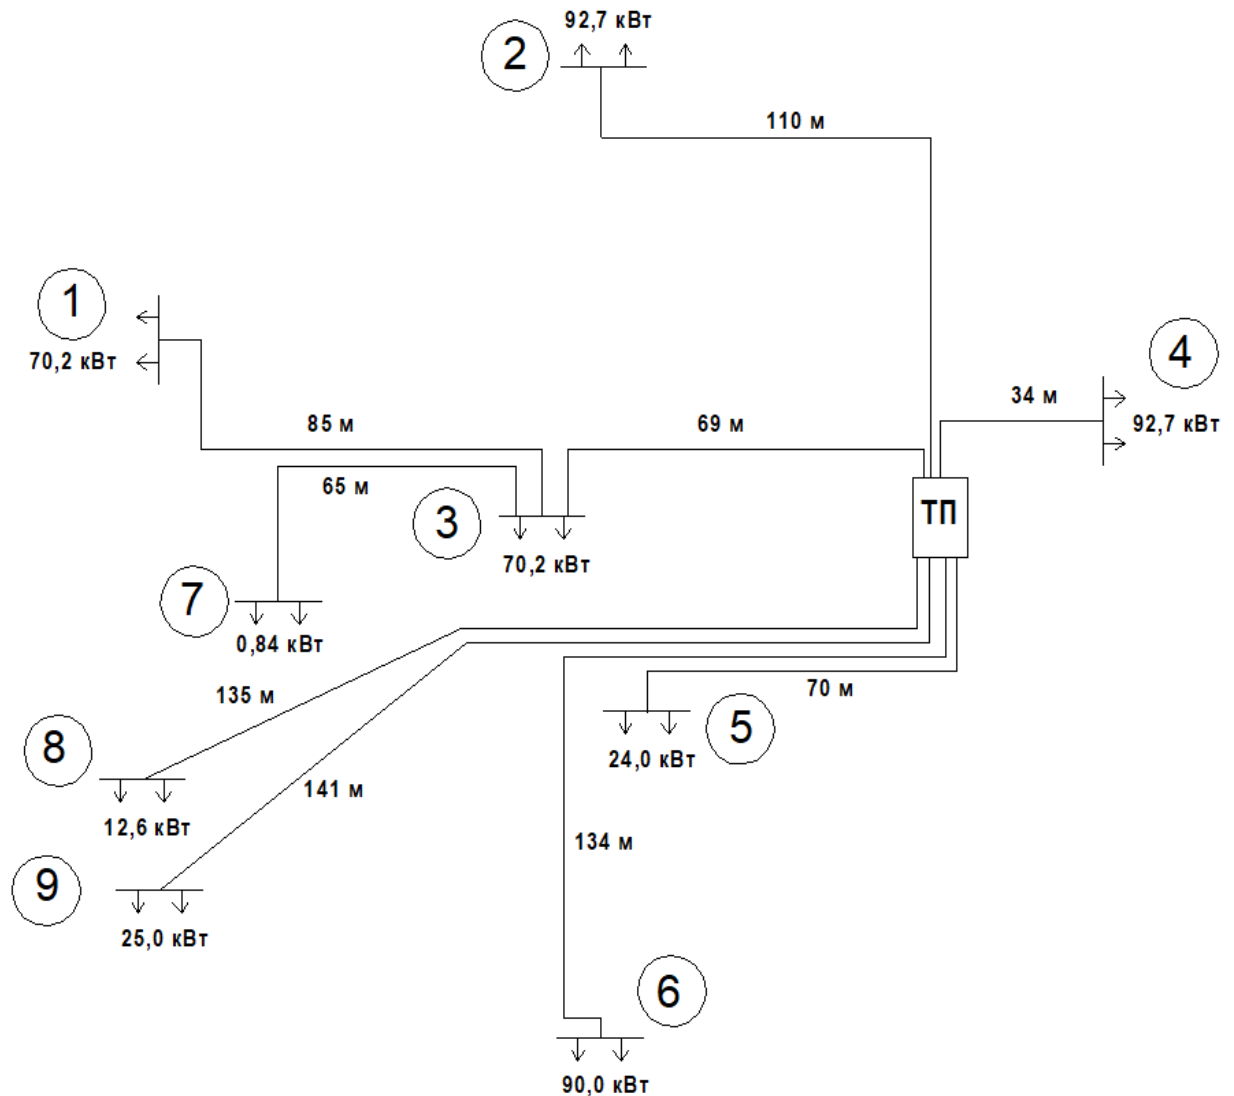 92,7 кВт
2
110 м
1
70,2 кВт
4
34 м
92,7 кВт
85 м
69 м
65 м
3
ТП
70,2 кВт
7
0,84 кВт
135 м
70 м
5
24,0 кВт
8
141 м
12,6 кВт
134 м
9
25,0 кВт
6
90,0 кВт